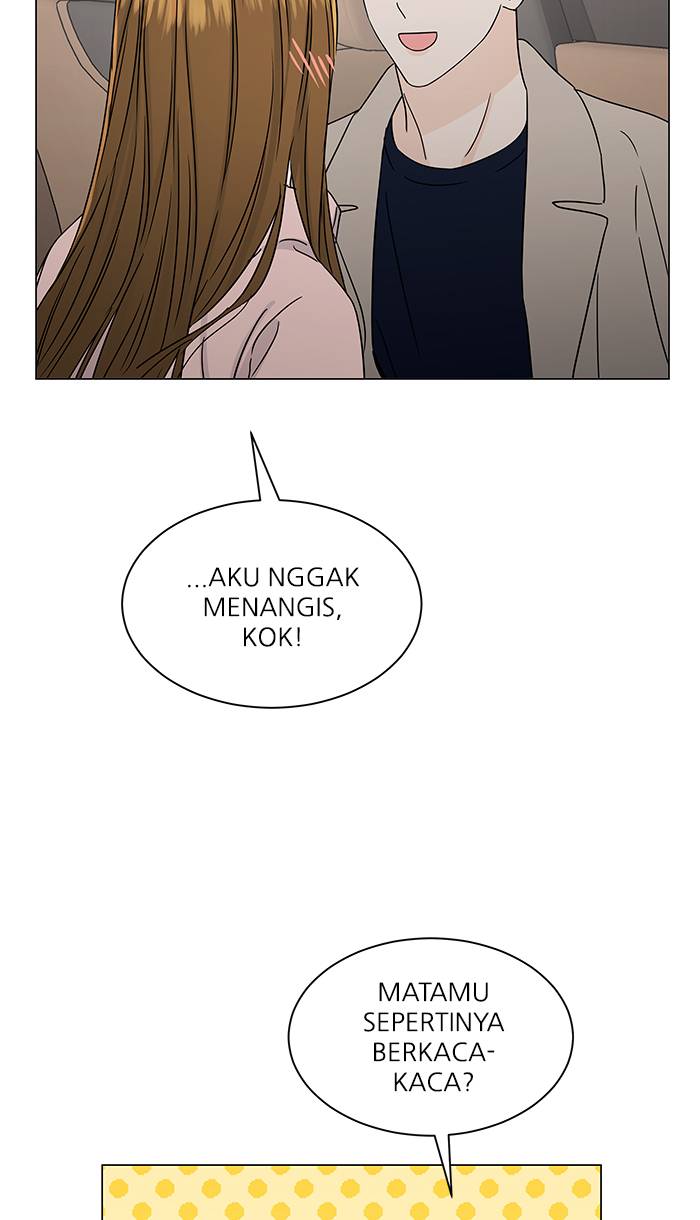 ...AKU NGGAK
MENANGIS,
KOK!
MATAMU
SEPERTINYA
BERKACA-
KACA?